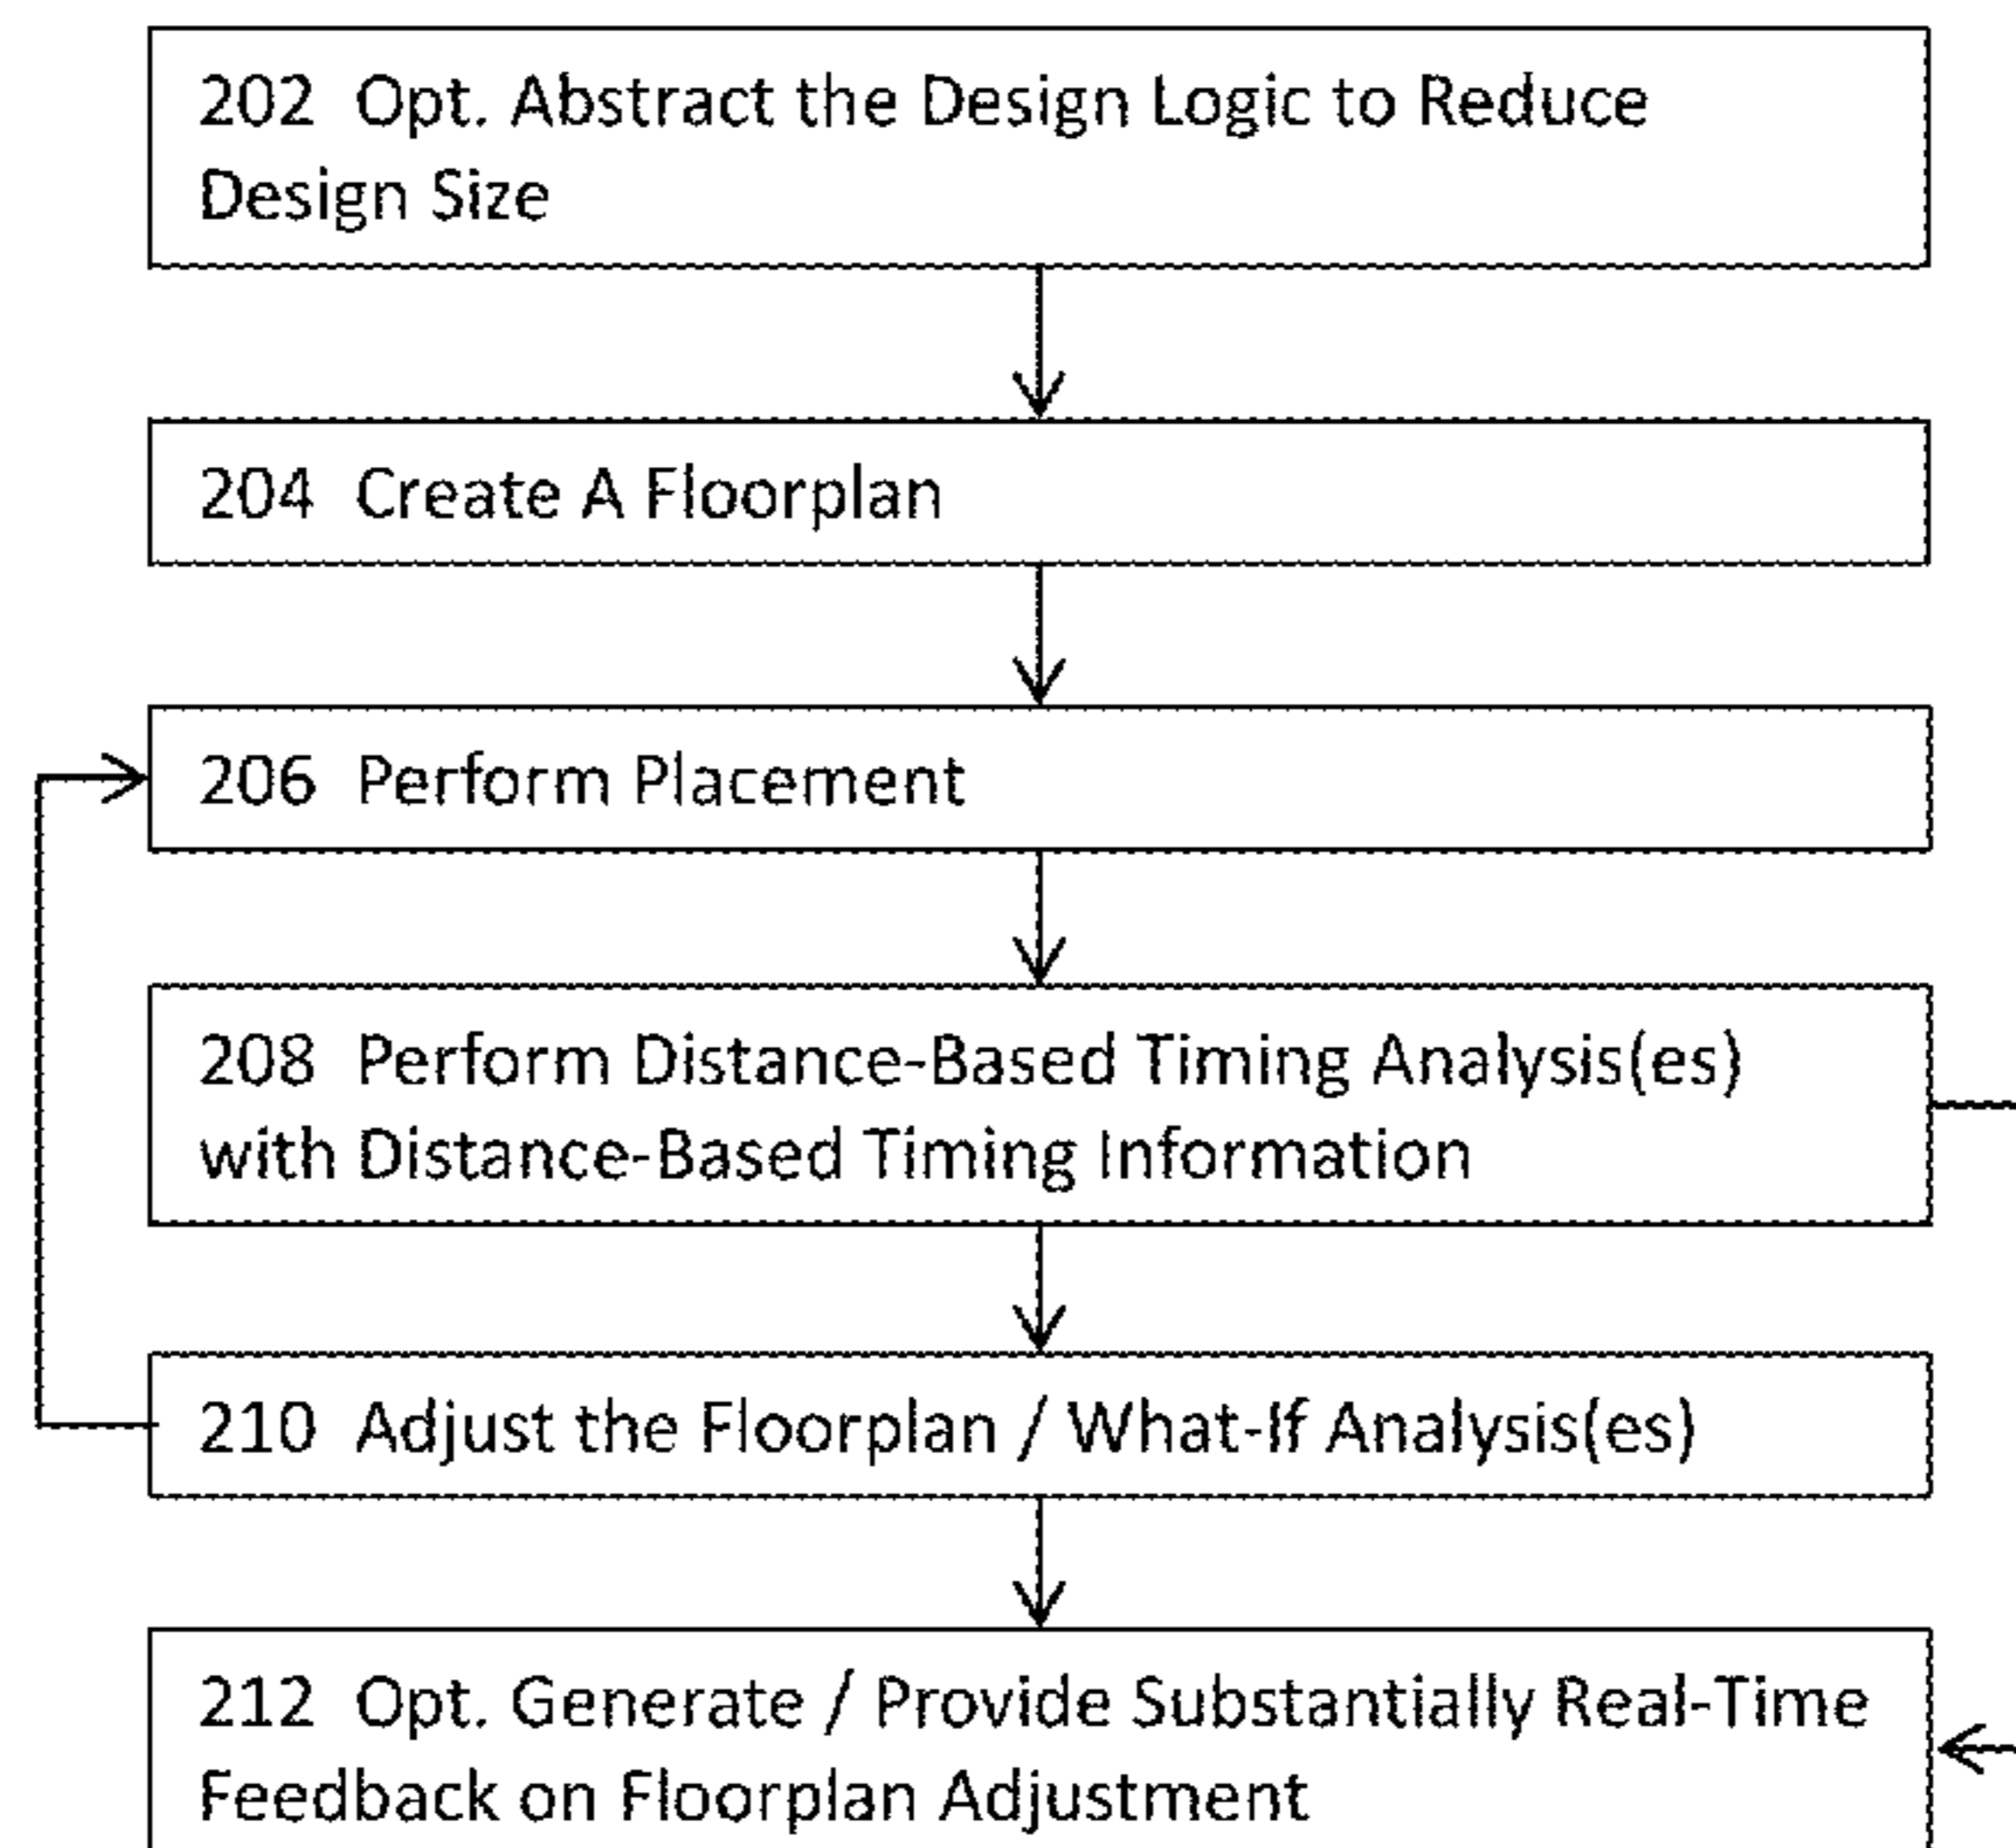 202 Opt. Abstract the Design Logic to Reduce
Design Size
204 Create A Floorplan
206 Perform Placement
208 Perform Distance-Based Timing Analysis(es)
with Distance-Based Timing Information
210 Adjust the Floorplan / What-If Analysis(es)
212 Opt. Generate / Provide Substantially Real-Time
Feedback on Floorplan Adjustment